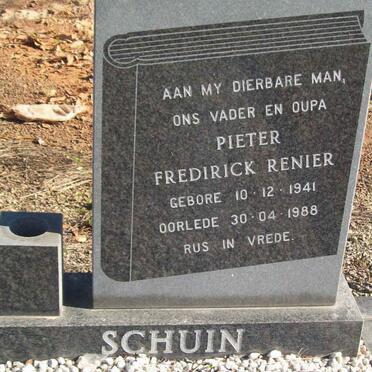 AAN MY DIERBARE MAN,
ONS VADER EN OUPA
PIETER
FREDIRICK RENIER
GEBORE 10·12·1941
OORLEDE 30·04·1988
RUS IN VREDE.
SCHUIN